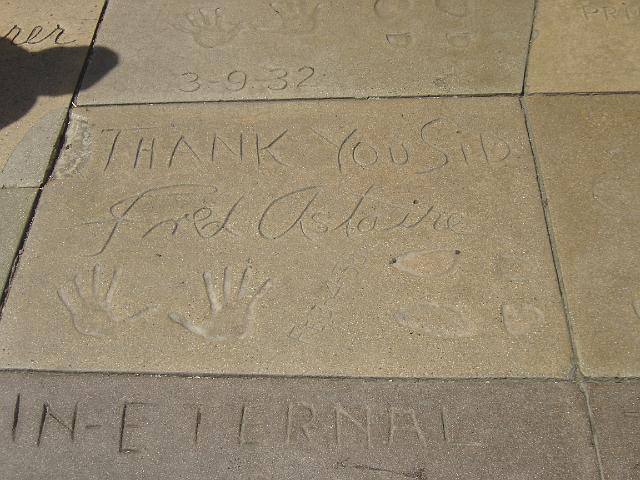 3-9-32
THANK YOU SID
Fred Astaire
IN-ETERNAL